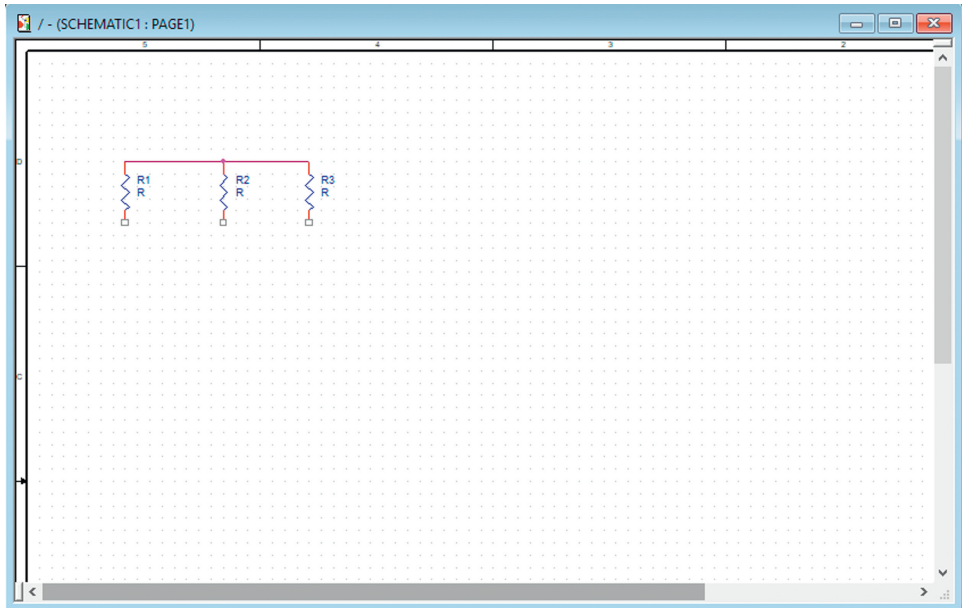 / - (SCHEMATIC1 : PAGE1)
5 4 3 2
D
R1 R2 R3
R R R
C